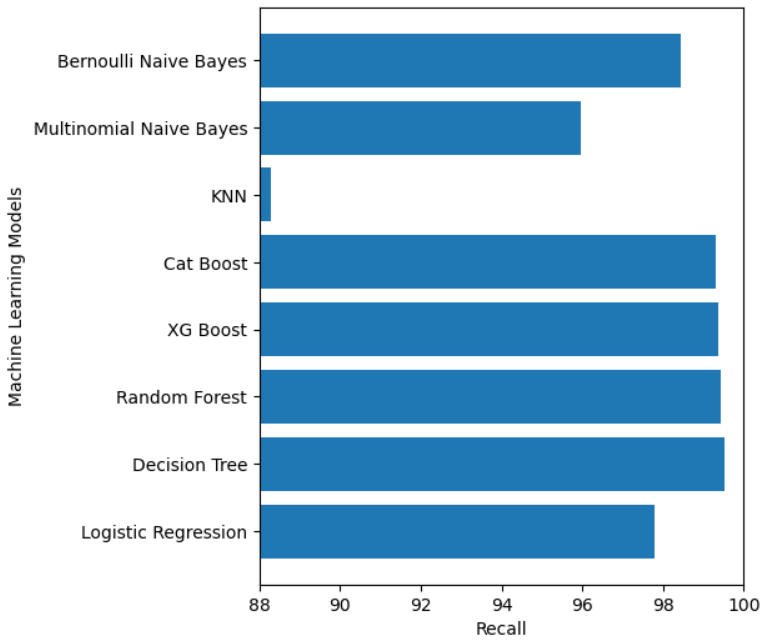 Bernoulli Naive Bayes
Multinomial Naive Bayes
KNN
Cat Boost
XG Boost
Random Forest
Decision Tree
Logistic Regression
Machine Learning Models
88 90 92 94 96 98 100
Recall